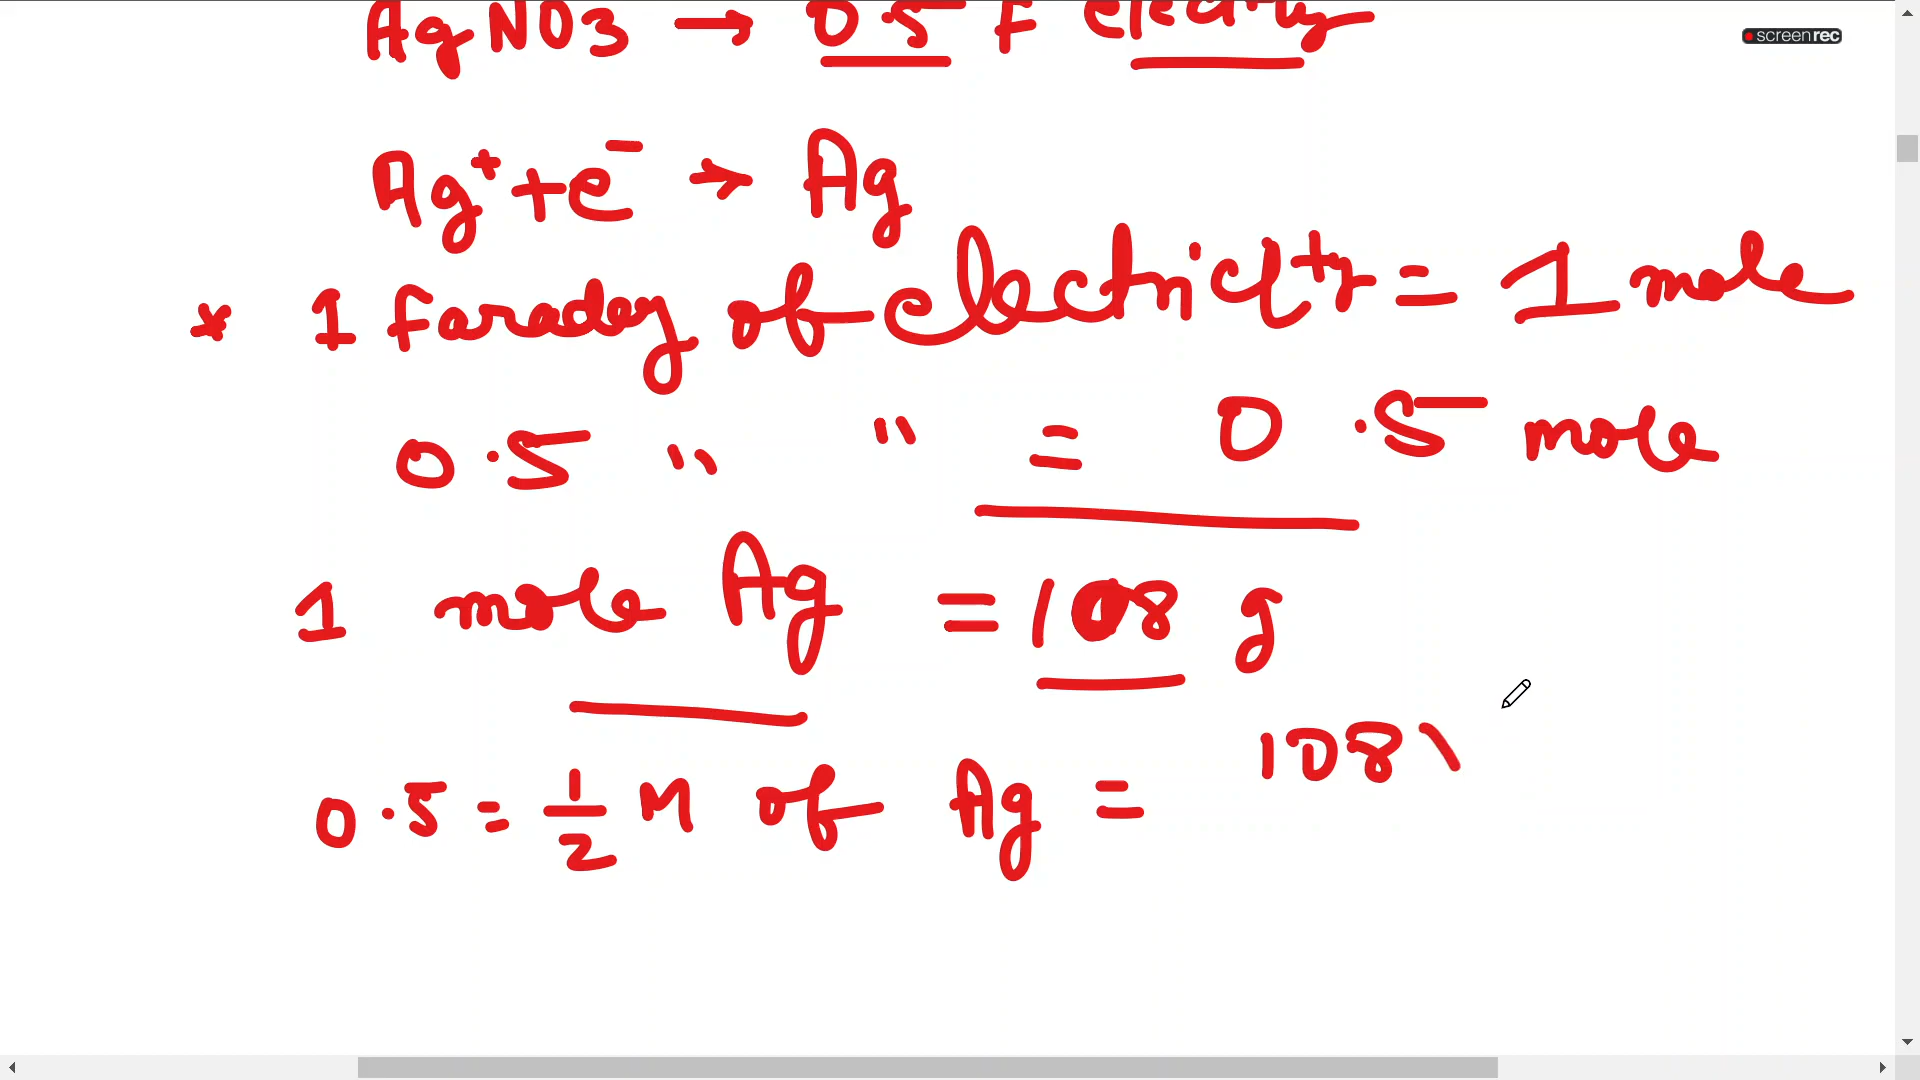 AgNO3 → 0.5 F
screenrec
Ag⁺ + e⁻ → Ag
* 1 faraday of electricity = 1 mole
0.5 " " = 0.5 mole
1 mole Ag = 108 g
108\
0.5 = 1/2 M of Ag =